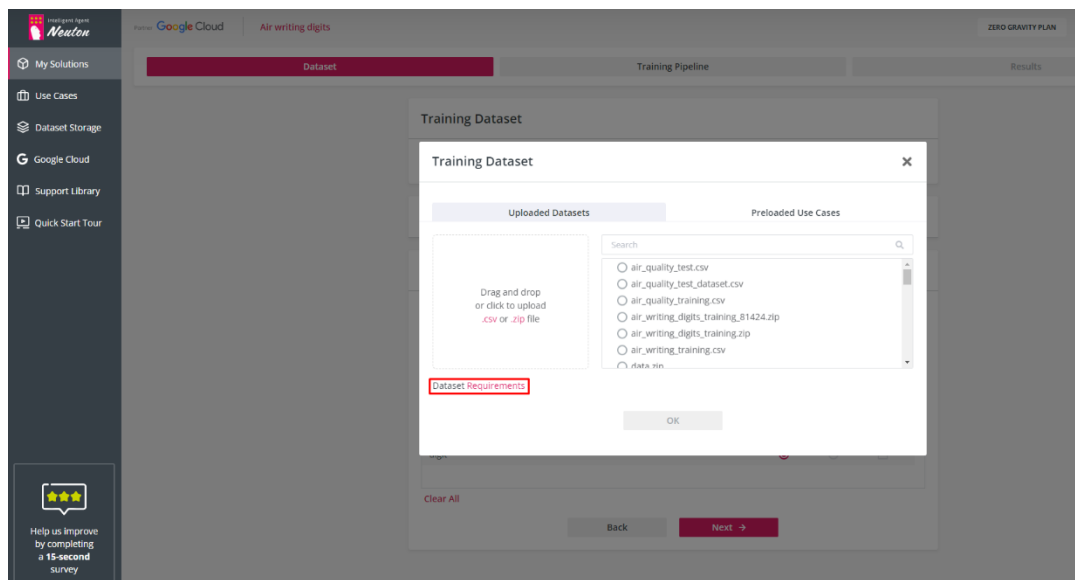 Intelligent Agent
Neuton
Google Cloud
Air writing digits
ZERO GRAVITY PLAN
My Solutions
Use Cases
Dataset Storage
Google Cloud
Support Library
Quick Start Tour
Help us improve
by completing
a 15-second
survey
Dataset
Training Pipeline
Results
Training Dataset
Training Dataset
Uploaded Datasets
Preloaded Use Cases
Drag and drop
or click to upload
.csv or .zip file
Search
air_quality_test.csv
air_quality_test_dataset.csv
air_quality_training.csv
air_writing_digits_training_81424.zip
air_writing_digits_training.zip
air_writing_training.csv
data.zip
Dataset Requirements
OK
Clear All
Back
Next →